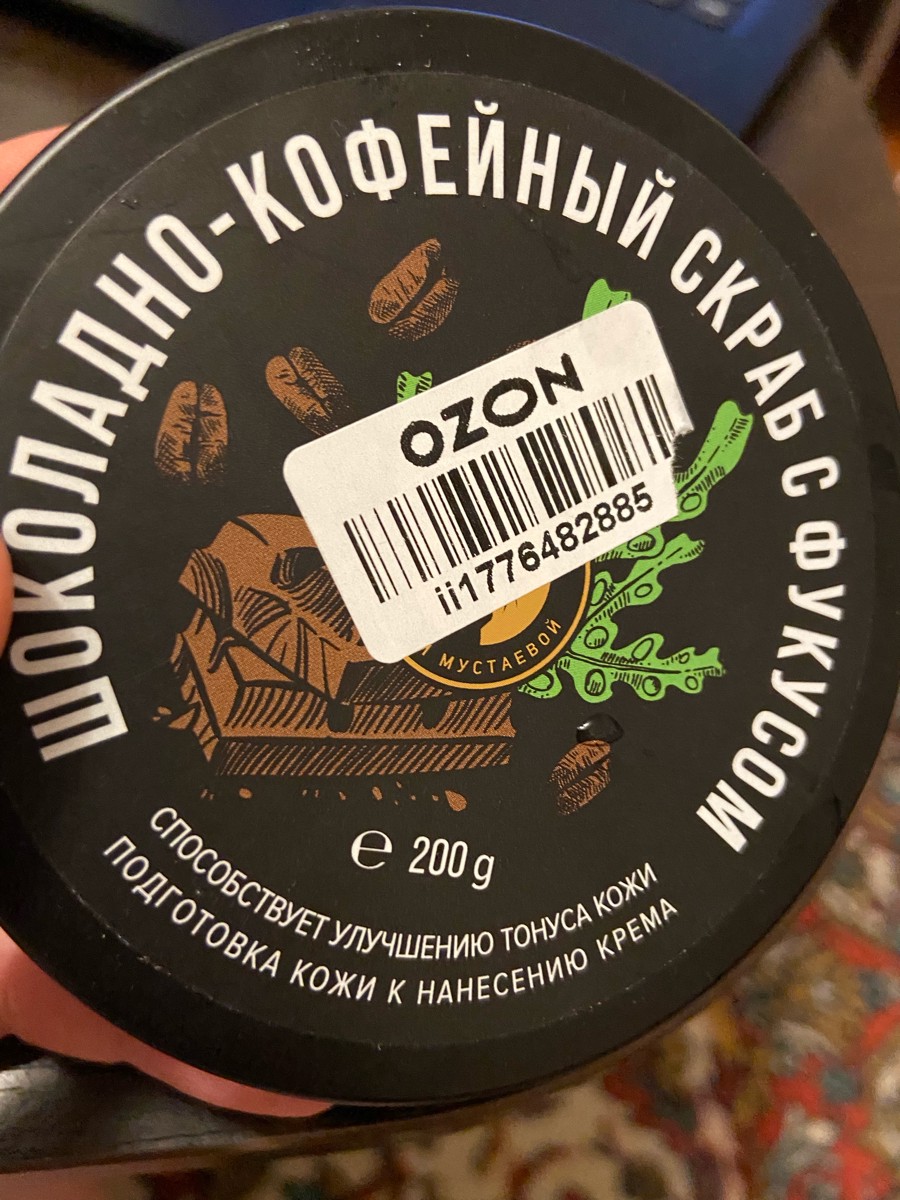 ШОКОЛАДНО-КОФЕЙНЫЙ СКРАБ С ФУКУСОМ
OZON
ii1776482885
МУСТАЕВОЙ
℮ 200 g
СПОСОБСТВУЕТ УЛУЧШЕНИЮ ТОНУСА КОЖИ
ПОДГОТОВКА КОЖИ К НАНЕСЕНИЮ КРЕМА